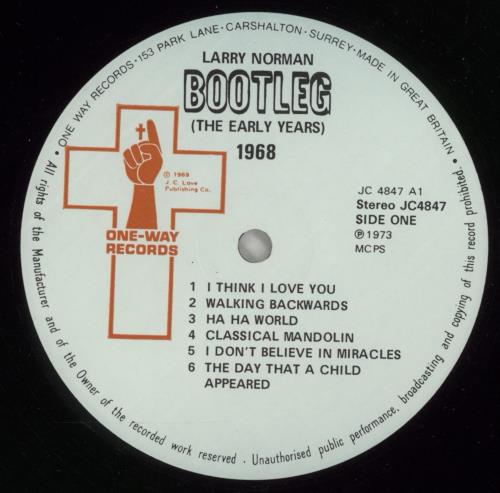 ONE WAY RECORDS · 153 PARK LANE · CARSHALTON · SURREY · MADE IN GREAT BRITAIN ·
LARRY NORMAN
BOOTLEG
(THE EARLY YEARS)
1968
© 1969
J. C. Love
Publishing Co.
ONE-WAY
RECORDS
JC 4847 A1
Stereo JC4847
SIDE ONE
℗ 1973
MCPS
1 I THINK I LOVE YOU
2 WALKING BACKWARDS
3 HA HA WORLD
4 CLASSICAL MANDOLIN
5 I DON'T BELIEVE IN MIRACLES
6 THE DAY THAT A CHILD
APPEARED
All rights of the Manufacturer and of the Owner of the recorded work reserved . Unauthorised public performance, broadcasting and copying of this record prohibited.